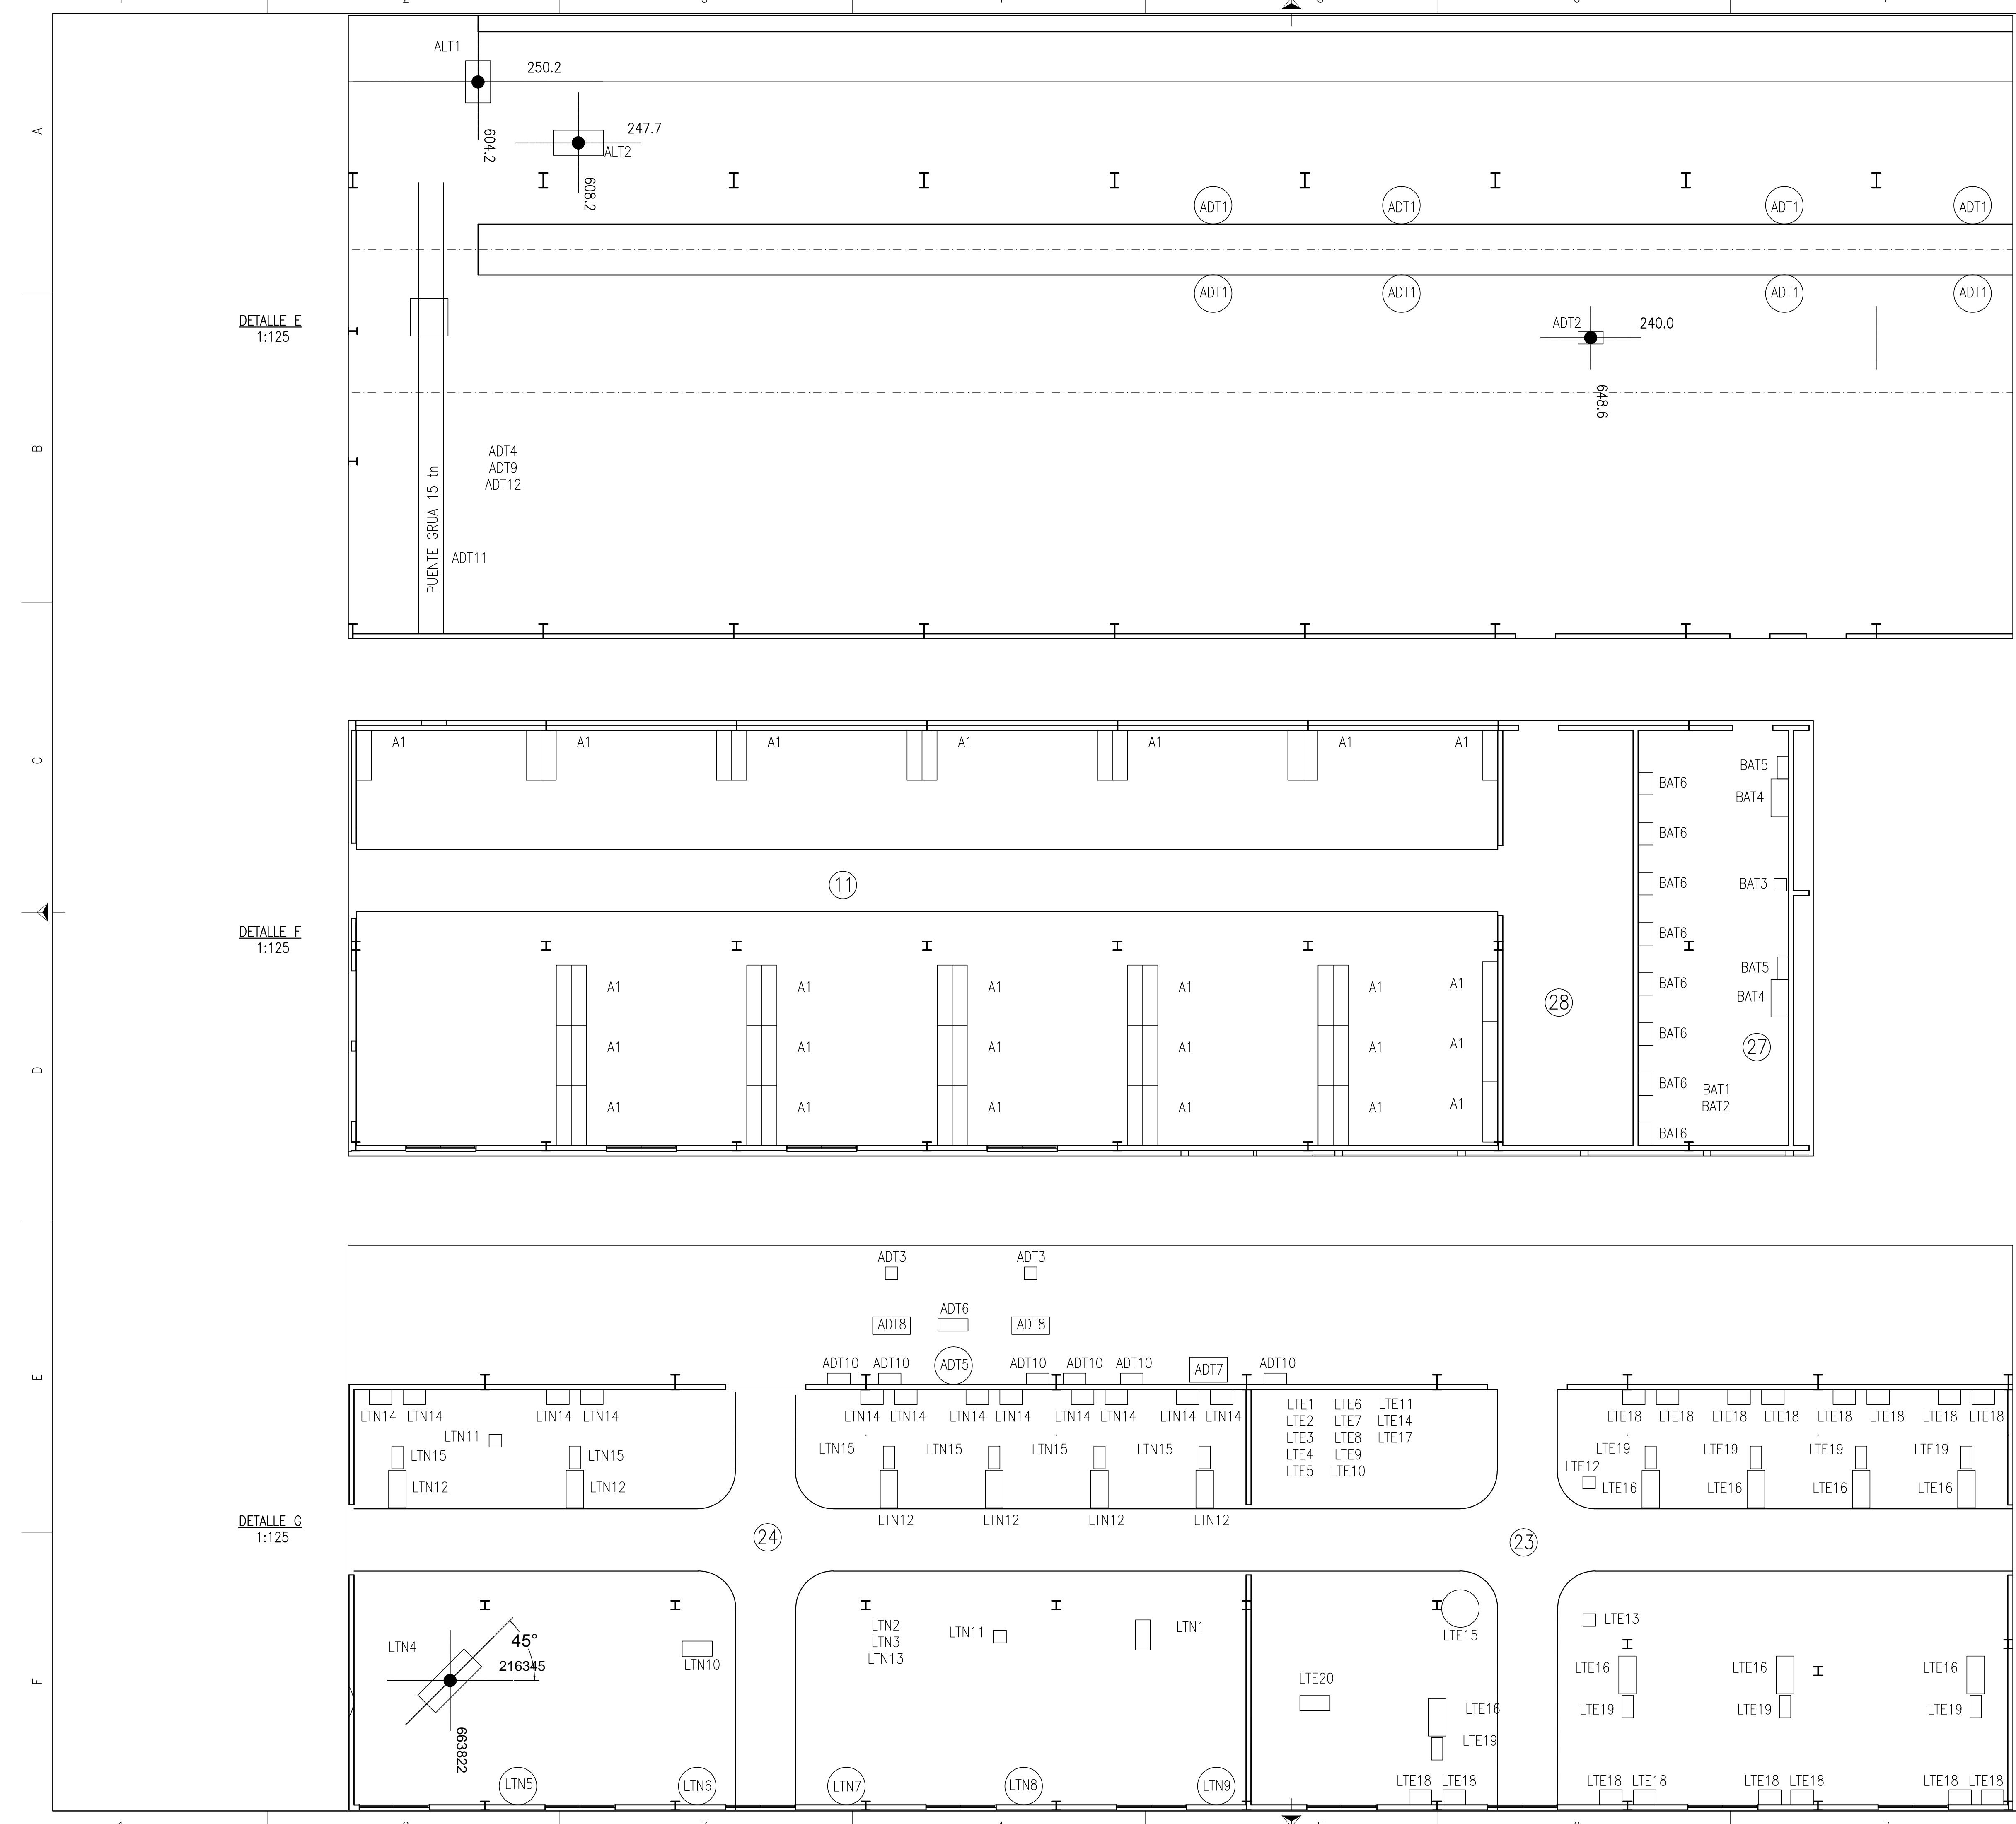 ALT1
250.2
604.2
247.7
ALT2
608.2
A
ADT1 ADT1 ADT1 ADT1
ADT1 ADT1 ADT1 ADT1
DETALLE E
1:125
ADT2
240.0
648.6
B
ADT4
ADT9
ADT12
PUENTE GRUA 15 tn
ADT11
C
A1 A1 A1 A1 A1 A1 A1
BAT5
BAT6
BAT4
BAT6
11
BAT6
BAT3
DETALLE F
1:125
BAT6
BAT5
A1 A1 A1 A1 A1 A1
BAT6
BAT4
28
A1 A1 A1 A1 A1 A1
BAT6
27
D
BAT6
BAT1
BAT2
A1 A1 A1 A1 A1 A1
BAT6
ADT3 ADT3
ADT6
ADT8 ADT8
ADT10 ADT10 ADT5 ADT10 ADT10 ADT10 ADT7 ADT10
E
LTN14 LTN14 LTN14 LTN14 LTN14 LTN14 LTN14 LTN14 LTN14 LTN14 LTN14 LTN14
LTE1 LTE6 LTE11
LTE2 LTE7 LTE14
LTE3 LTE8 LTE17
LTE4 LTE9
LTE5 LTE10
LTE18 LTE18 LTE18 LTE18 LTE18 LTE18 LTE18 LTE18
LTN11
LTN15 LTN15 LTN15 LTN15 LTN15 LTN15
LTE19 LTE19 LTE19 LTE19
LTE12
LTN12 LTN12
LTE16 LTE16 LTE16 LTE16
LTN12 LTN12 LTN12 LTN12
DETALLE G
1:125
24
23
LTN4
45°
216345
663822
LTN10
LTN2
LTN3
LTN13
LTN11
LTN1
LTE15
LTE13
LTE20
LTE16 LTE16 LTE16
LTE16
LTE19 LTE19 LTE19
LTE19
F
LTN5 LTN6 LTN7 LTN8 LTN9
LTE18 LTE18 LTE18 LTE18 LTE18 LTE18 LTE18 LTE18